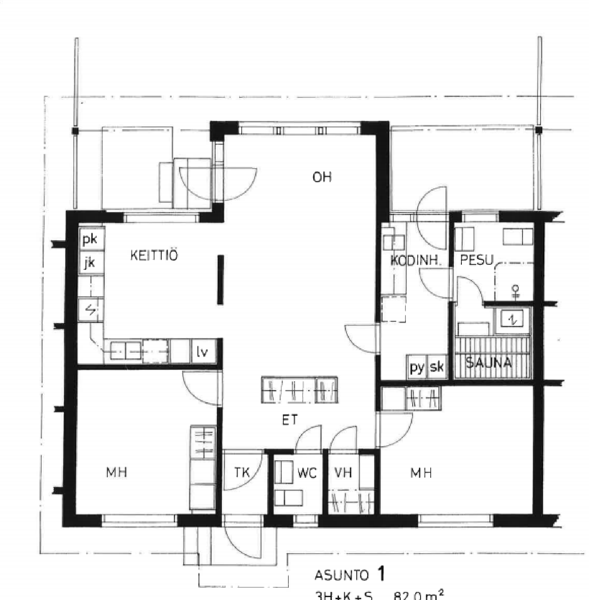 OH
pk
KEITTIÖ
jk
KODINH.
PESU
lv
py sk
SAUNA
ET
MH
TK
WC
VH
MH
ASUNTO 1
3H+K+S 82.0 m²